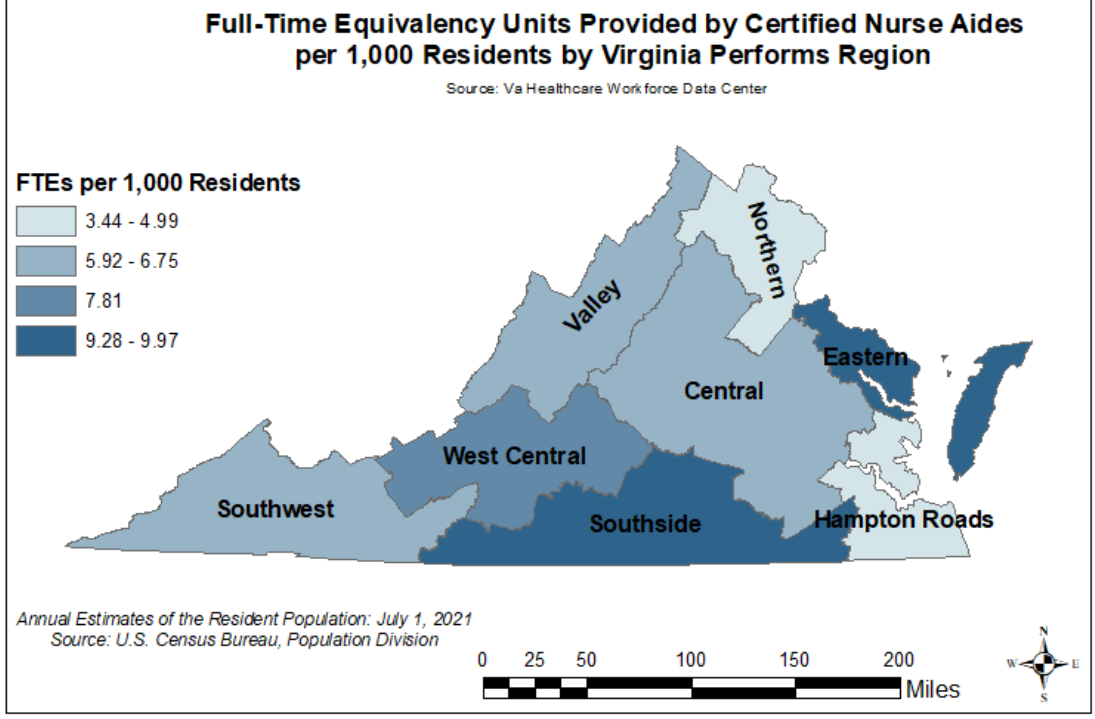 Full-Time Equivalency Units Provided by Certified Nurse Aides
per 1,000 Residents by Virginia Performs Region
Source: Va Healthcare Workforce Data Center
FTEs per 1,000 Residents
3.44 - 4.99
5.92 - 6.75
7.81
9.28 - 9.97
Northern
Valley
Eastern
Central
West Central
Southwest
Southside
Hampton Roads
Annual Estimates of the Resident Population: July 1, 2021
Source: U.S. Census Bureau, Population Division
0 25 50 100 150 200
Miles
N
W E
S